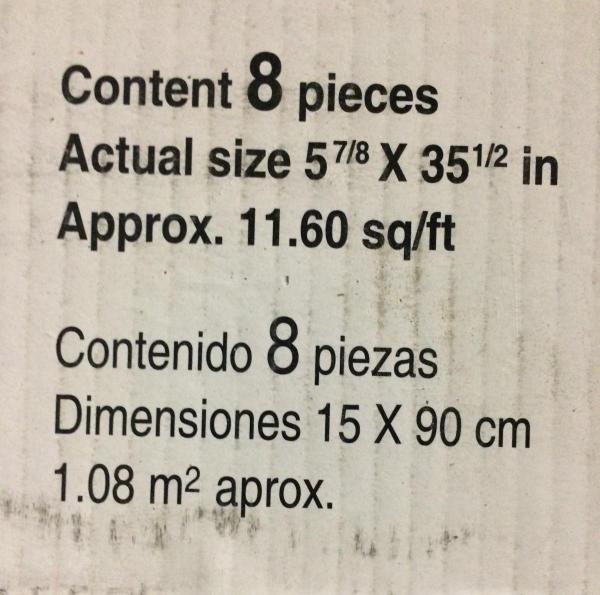 Content 8 pieces
Actual size 5 7/8 X 35 1/2 in
Approx. 11.60 sq/ft
Contenido 8 piezas
Dimensiones 15 X 90 cm
1.08 m² aprox.